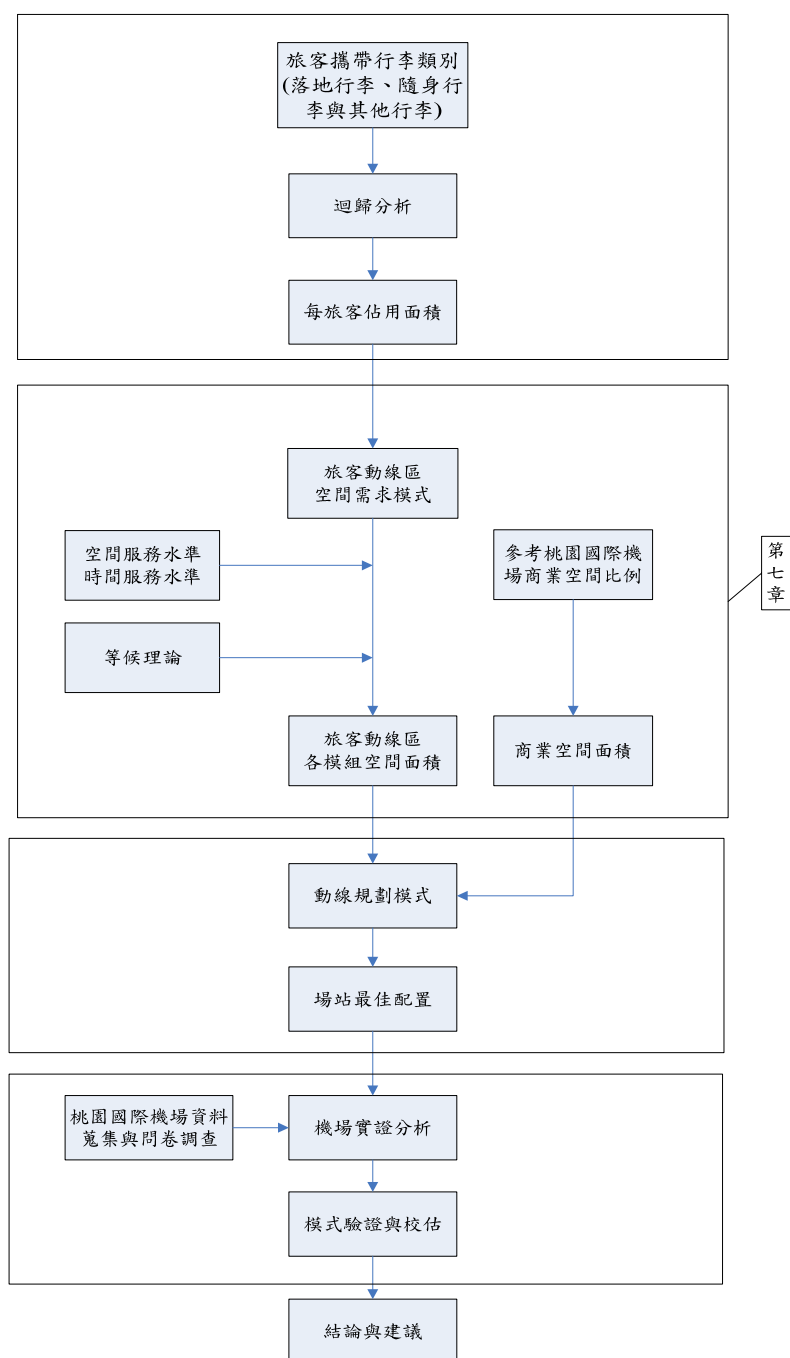 旅客攜帶行李類別
(落地行李、隨身行
李與其他行李)
迴歸分析
每旅客佔用面積
旅客動線區
空間需求模式
空間服務水準
時間服務水準
參考桃園國際機
場商業空間比例
第
七
章
等候理論
旅客動線區
各模組空間面積
商業空間面積
動線規劃模式
場站最佳配置
桃園國際機場資料
蒐集與問卷調查
機場實證分析
模式驗證與校估
結論與建議